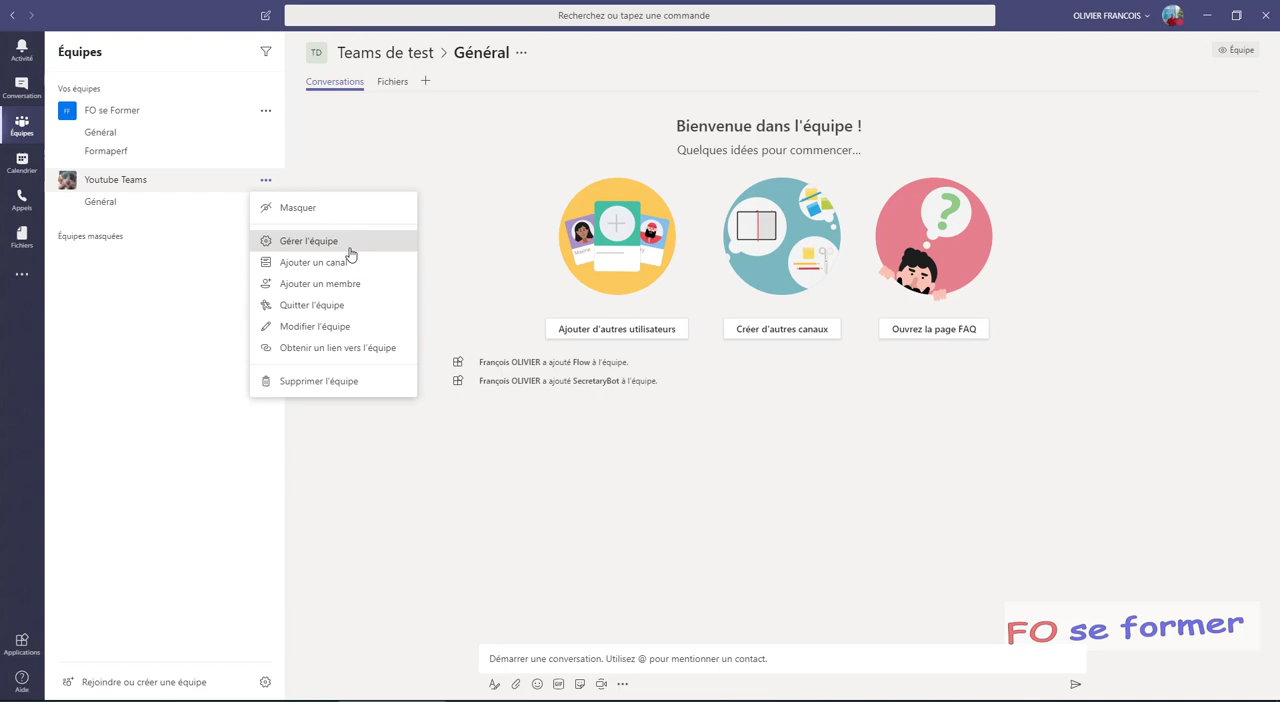 Recherchez ou tapez une commande
OLIVIER FRANCOIS
Activité
Conversation
Équipes
Calendrier
Appels
Fichiers
Applications
Aide
Équipes
Vos équipes
FF FO se Former
Général
Formaperf
Youtube Teams
Général
Équipes masquées
Rejoindre ou créer une équipe
Masquer
Gérer l'équipe
Ajouter un canal
Ajouter un membre
Quitter l'équipe
Modifier l'équipe
Obtenir un lien vers l'équipe
Supprimer l'équipe
TD Teams de test > Général
Équipe
Conversations Fichiers
Bienvenue dans l'équipe !
Quelques idées pour commencer...
Ajouter d'autres utilisateurs
Créer d'autres canaux
Ouvrez la page FAQ
François OLIVIER a ajouté Flow à l'équipe.
François OLIVIER a ajouté SecretaryBot à l'équipe.
FO se former
Démarrer une conversation. Utilisez @ pour mentionner un contact.
GIF